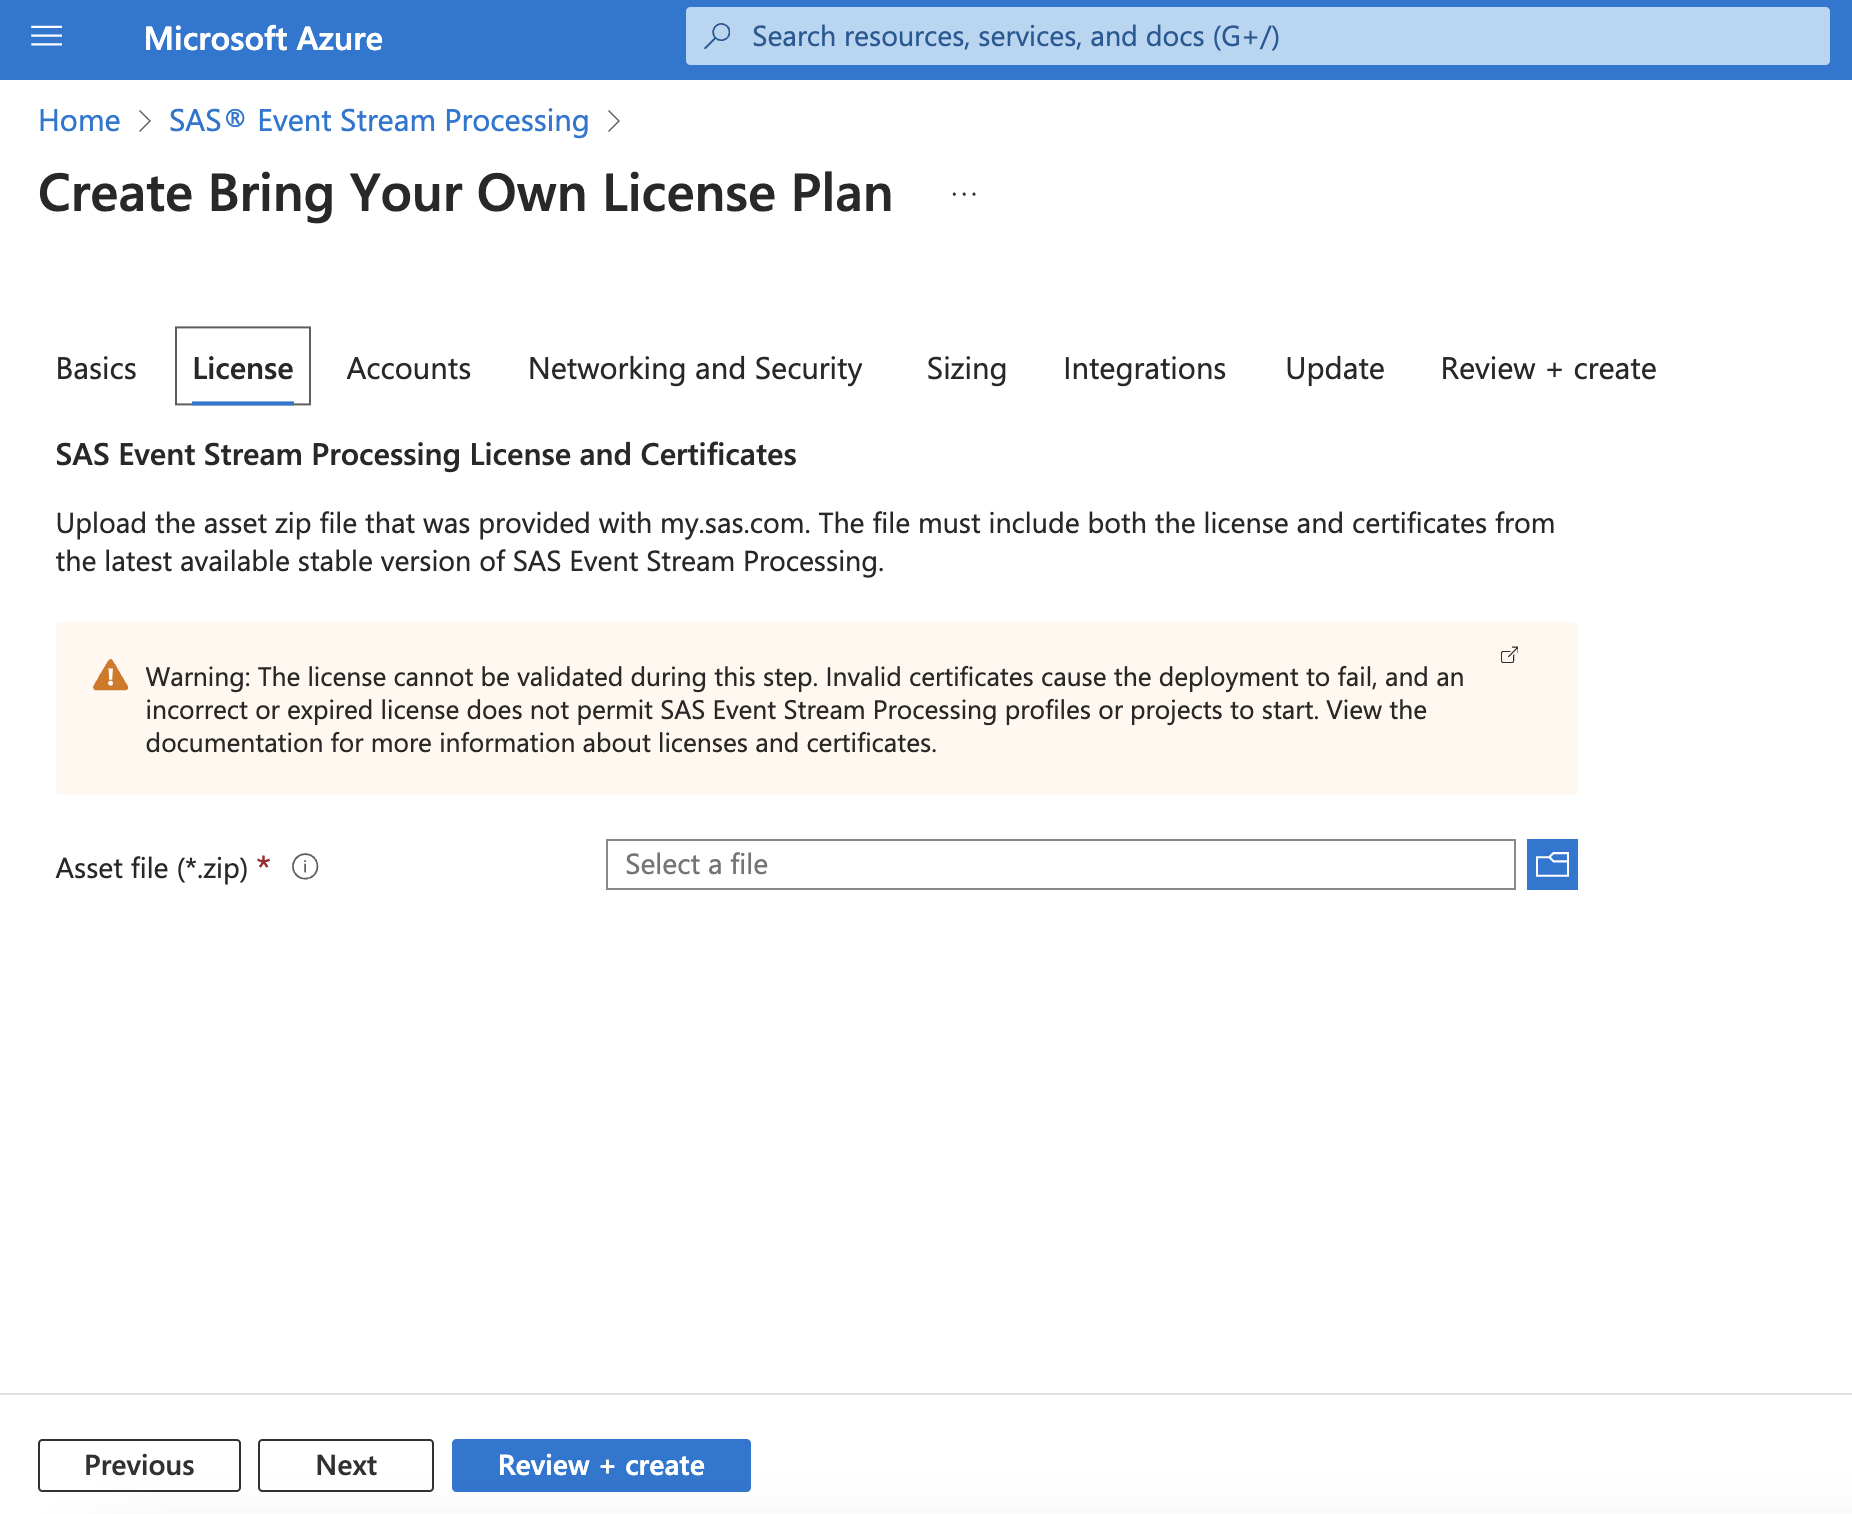 Microsoft Azure
Search resources, services, and docs (G+/)
Home > SAS® Event Stream Processing >
Create Bring Your Own License Plan ...
Basics License Accounts Networking and Security Sizing Integrations Update Review + create
SAS Event Stream Processing License and Certificates
Upload the asset zip file that was provided with my.sas.com. The file must include both the license and certificates from
the latest available stable version of SAS Event Stream Processing.
Warning: The license cannot be validated during this step. Invalid certificates cause the deployment to fail, and an
incorrect or expired license does not permit SAS Event Stream Processing profiles or projects to start. View the
documentation for more information about licenses and certificates.
Asset file (*.zip) * Select a file
Previous Next Review + create